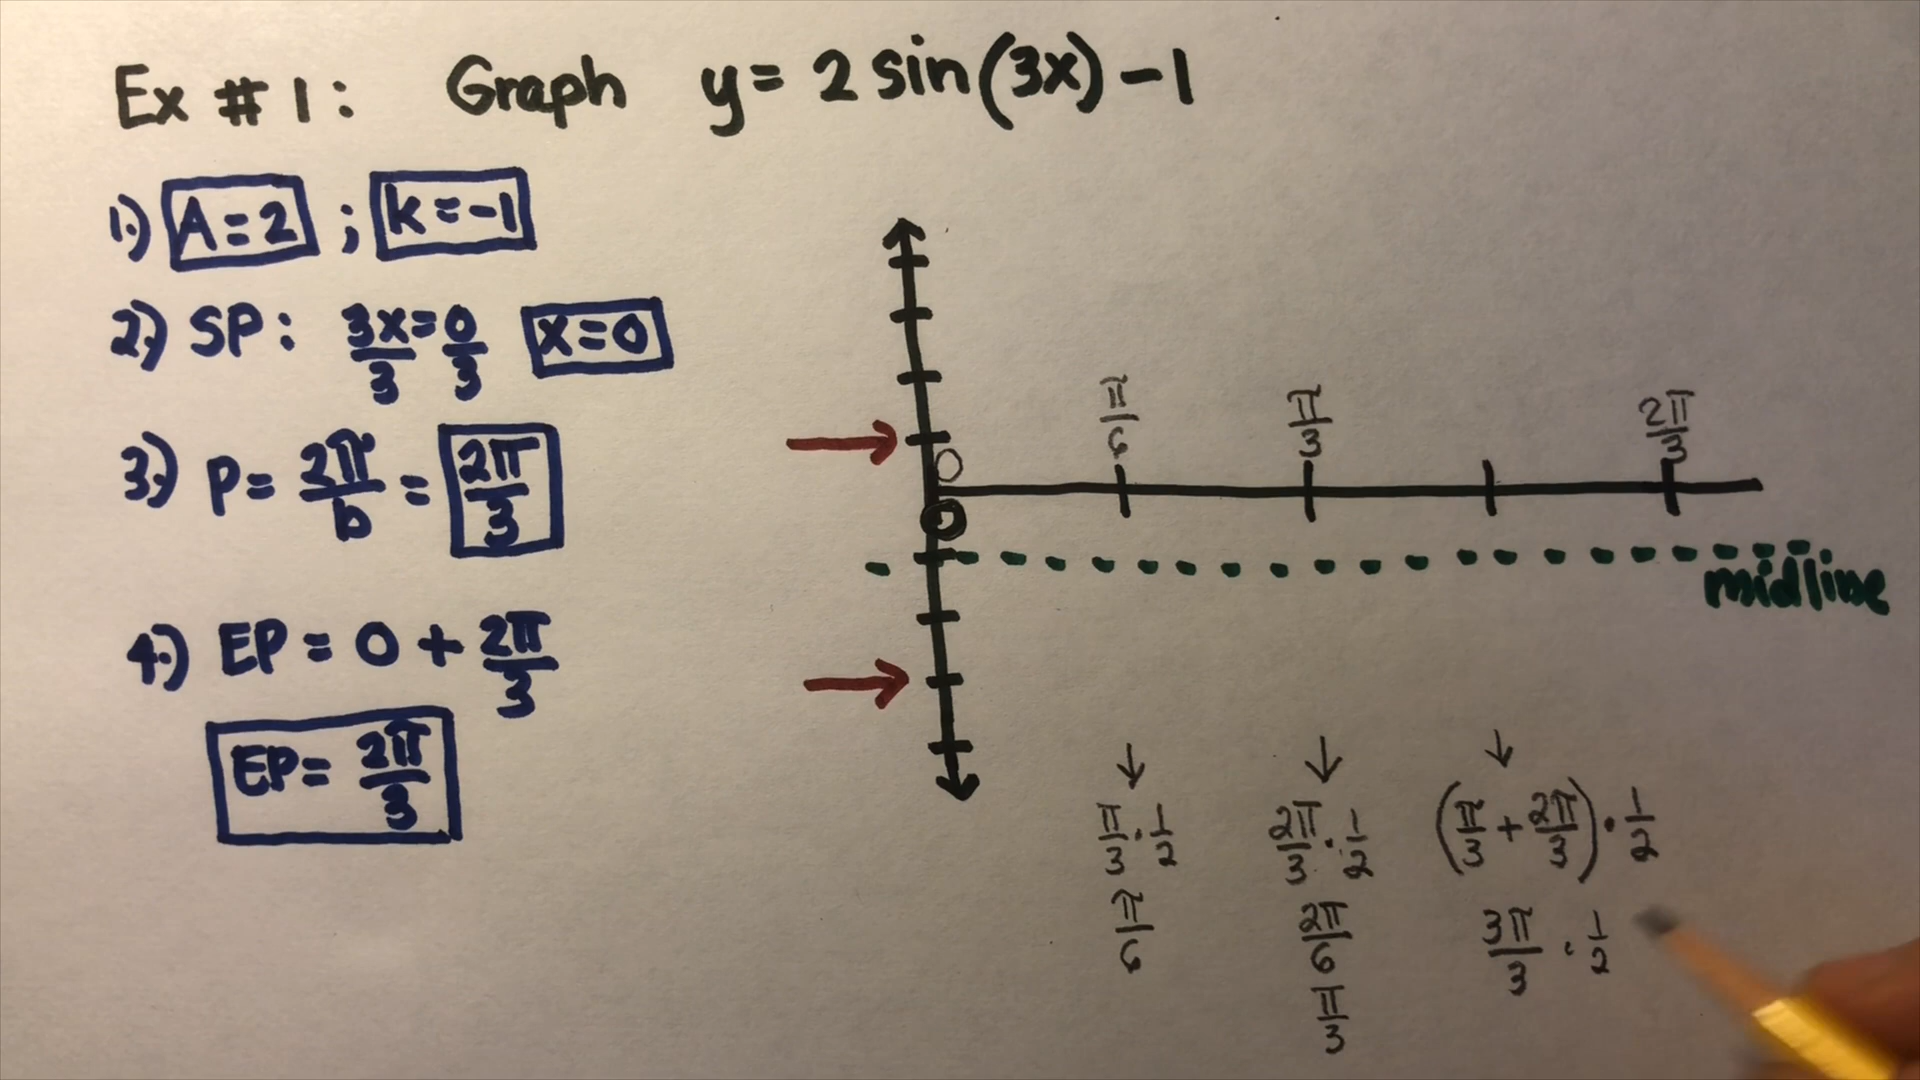 Ex # 1: Graph y = 2 sin(3x) - 1
1.) A = 2 ; k = -1
2.) SP: 3x/3 = 0/3 x = 0
3.) P = 2π/b = 2π/3
4.) EP = 0 + 2π/3
EP = 2π/3
0 π/6 π/3 2π/3
0
midline
π/3 · 1/2 2π/3 · 1/2 (π/3 + 2π/3) · 1/2
π/6 2π/6 3π/3 · 1/2
π/3